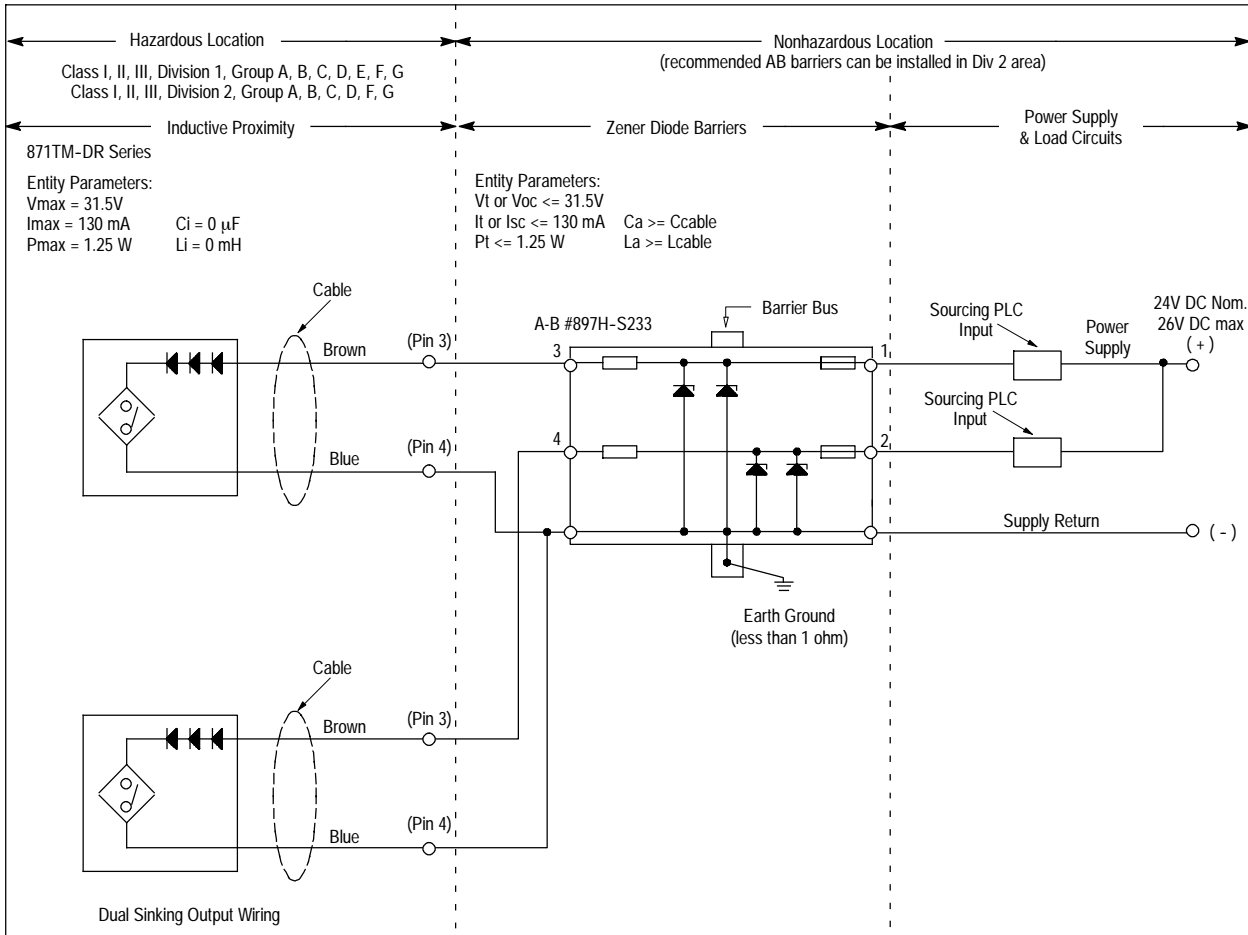 Hazardous Location
Nonhazardous Location
(recommended AB barriers can be installed in Div 2 area)
Class I, II, III, Division 1, Group A, B, C, D, E, F, G
Class I, II, III, Division 2, Group A, B, C, D, F, G
Inductive Proximity
Zener Diode Barriers
Power Supply
& Load Circuits
871TM-DR Series
Entity Parameters:
Vmax = 31.5V
Imax = 130 mA Ci = 0 μF
Pmax = 1.25 W Li = 0 mH
Entity Parameters:
Vt or Voc <= 31.5V
It or Isc <= 130 mA Ca >= Ccable
Pt <= 1.25 W La >= Lcable
Cable
Brown
(Pin 3)
Blue
(Pin 4)
A-B #897H-S233
Barrier Bus
3
1
4
2
Sourcing PLC
Input
Power
Supply
24V DC Nom.
26V DC max
(+)
Sourcing PLC
Input
Supply Return
(-)
Earth Ground
(less than 1 ohm)
Cable
Brown
(Pin 3)
Blue
(Pin 4)
Dual Sinking Output Wiring